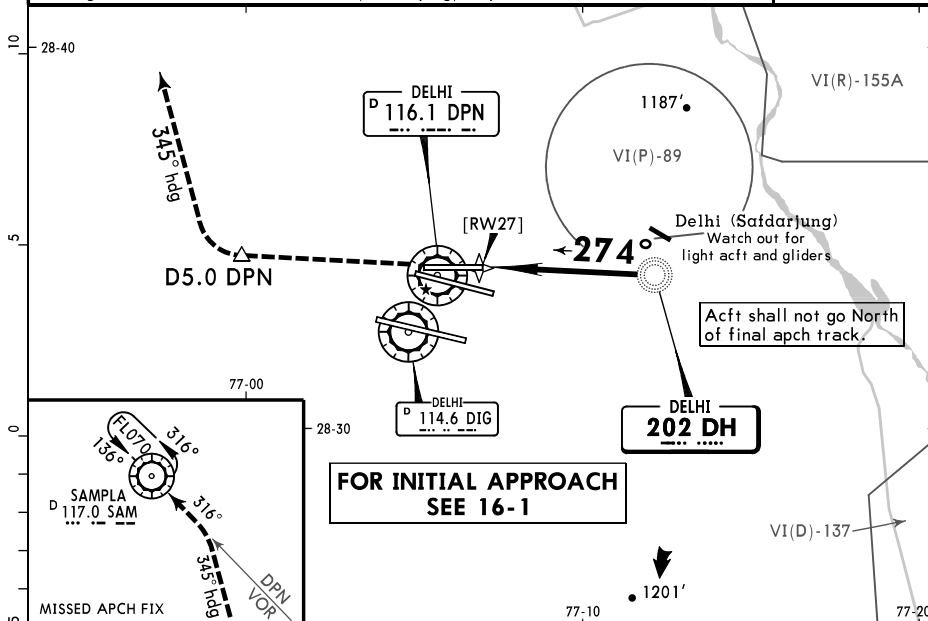 10
28-40
DELHI
D 116.1 DPN
1187'
VI(R)-155A
VI(P)-89
345° hdg
[RW27]
Delhi (Safdarjung)
Watch out for
light acft and gliders
5
274°
D5.0 DPN
Acft shall not go North
of final apch track.
77-00
DELHI
D 114.6 DIG
DELHI
202 DH
0
28-30
FL070
316°
136°
FOR INITIAL APPROACH
SEE 16-1
SAMPLA
D 117.0 SAM
316°
VI(D)-137
345° hdg
DPN
VOR
1201'
MISSED APCH FIX
5
77-10
77-20